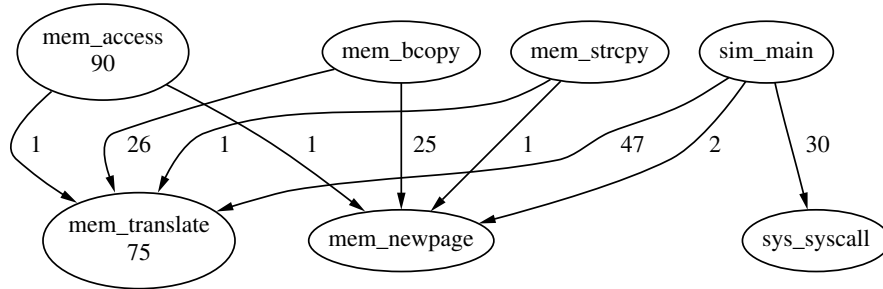 mem_access
90
mem_bcopy
mem_strcpy
sim_main
1
26
1
1
25
1
47
2
30
mem_translate
75
mem_newpage
sys_syscall